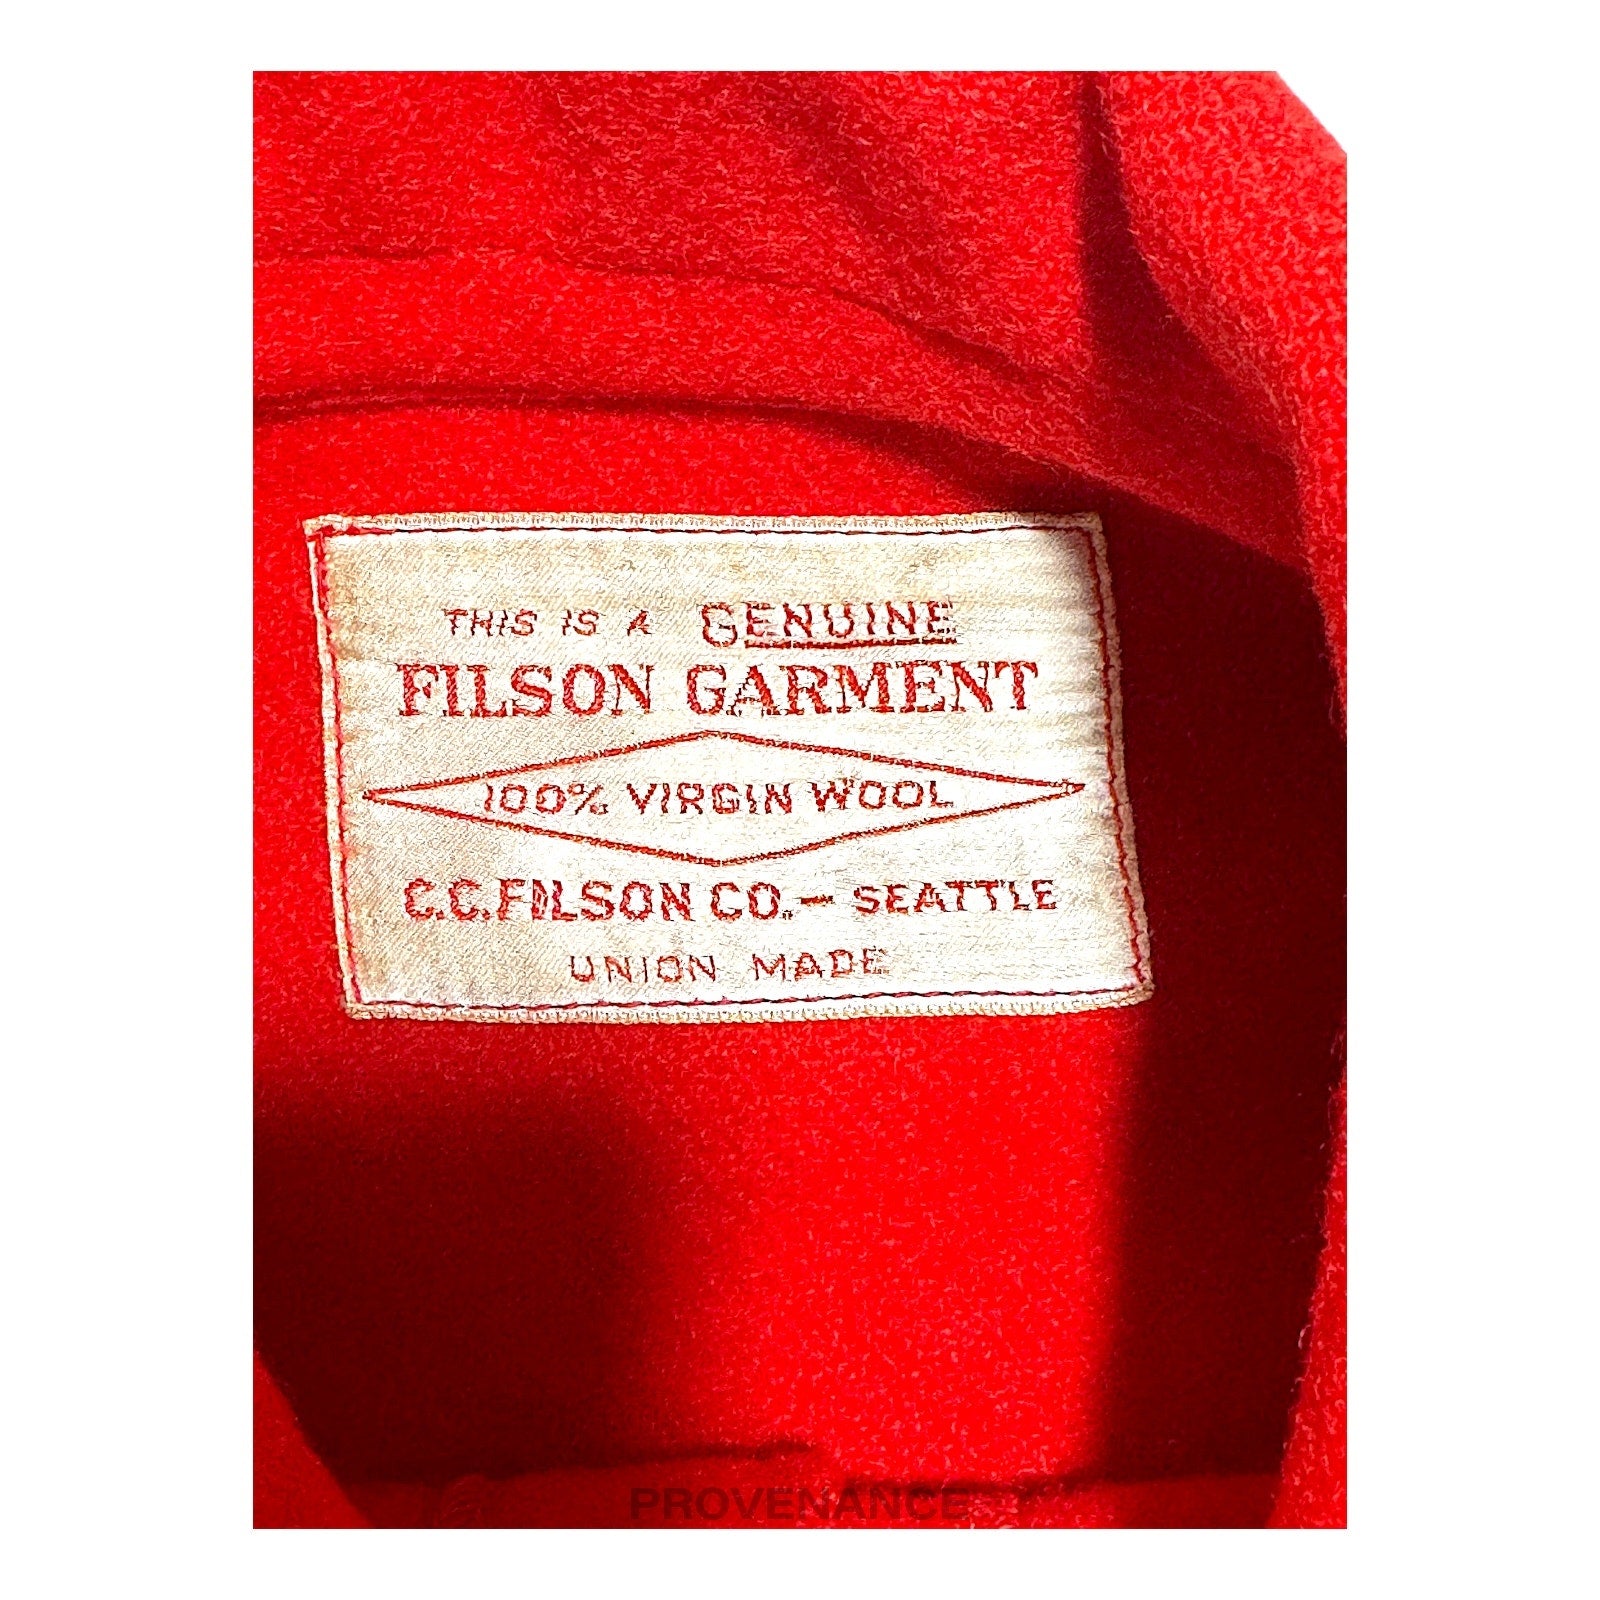 THIS IS A GENUINE
FILSON GARMENT
100% VIRGIN WOOL
C.C. FILSON CO. — SEATTLE
UNION MADE
PROVENANCE